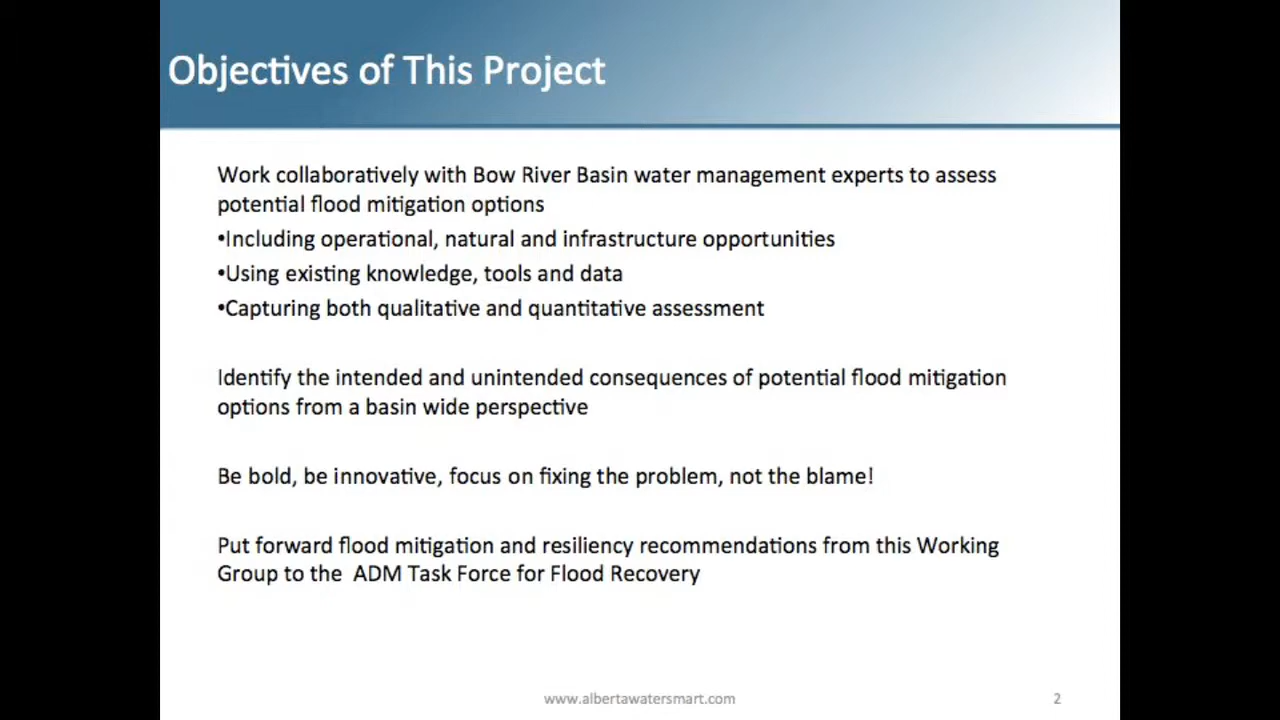 Objectives of This Project
Work collaboratively with Bow River Basin water management experts to assess
potential flood mitigation options
•Including operational, natural and infrastructure opportunities
•Using existing knowledge, tools and data
•Capturing both qualitative and quantitative assessment
Identify the intended and unintended consequences of potential flood mitigation
options from a basin wide perspective
Be bold, be innovative, focus on fixing the problem, not the blame!
Put forward flood mitigation and resiliency recommendations from this Working
Group to the  ADM Task Force for Flood Recovery
www.albertawatersmart.com
2